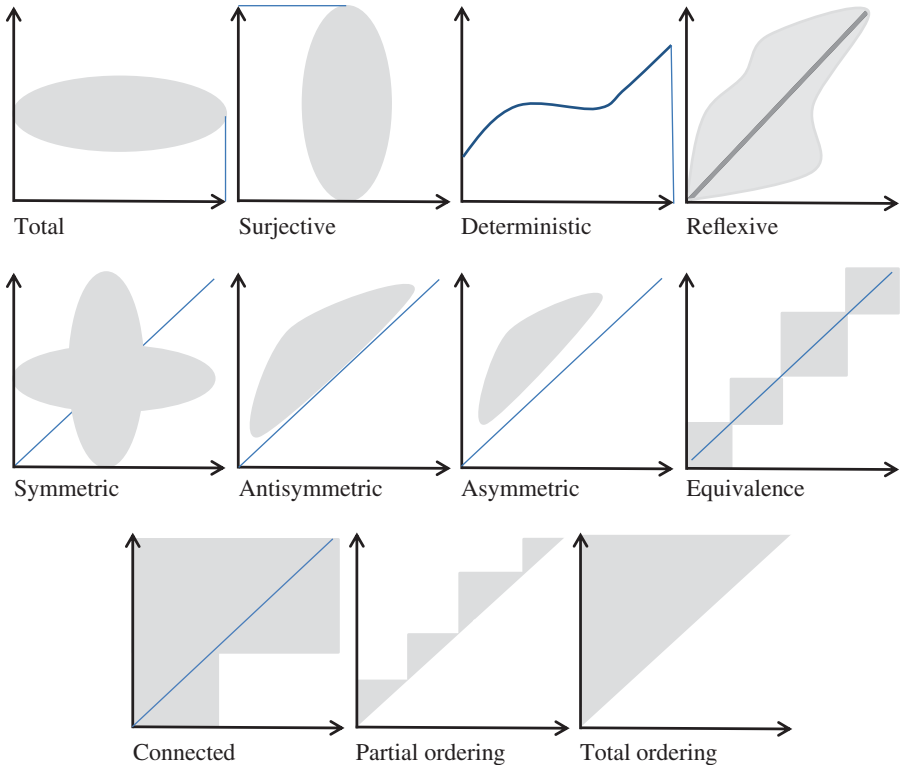 Total
Surjective
Deterministic
Reflexive
Symmetric
Antisymmetric
Asymmetric
Equivalence
Connected
Partial ordering
Total ordering